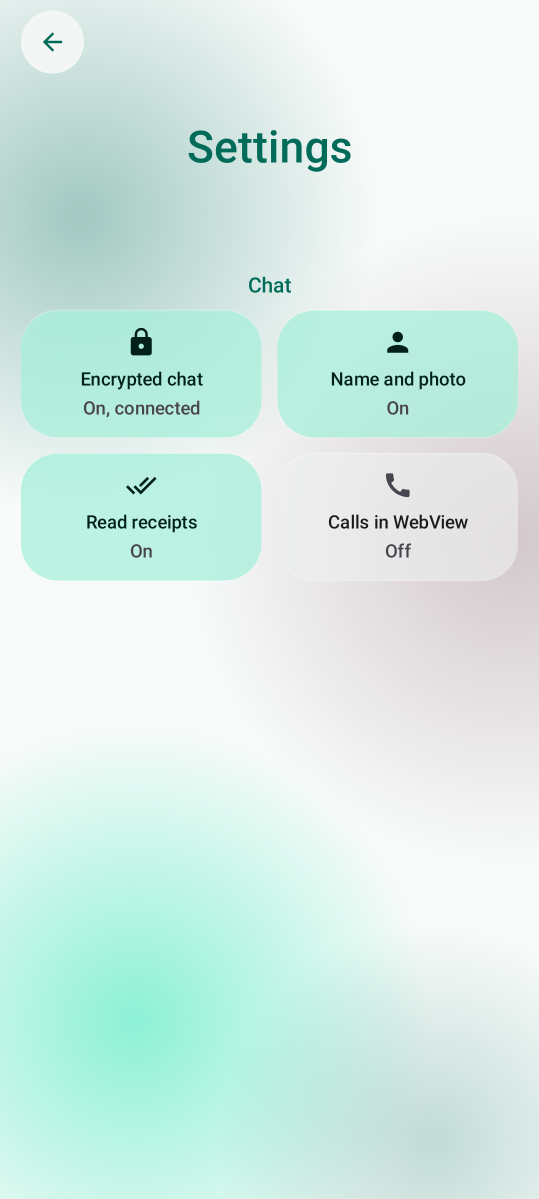 Settings
Chat
Encrypted chat
On, connected
Name and photo
On
Read receipts
On
Calls in WebView
Off